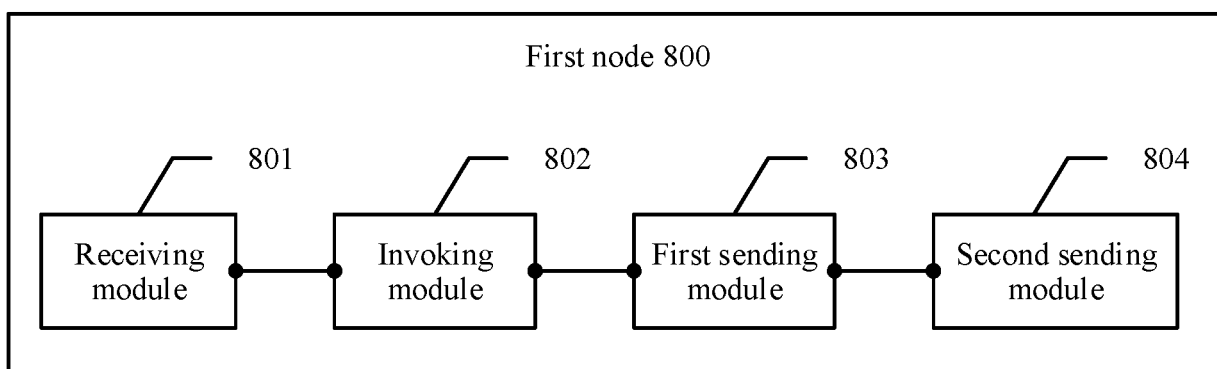 First node 800
801
802
803
804
Receiving
module
Invoking
module
First sending
module
Second sending
module